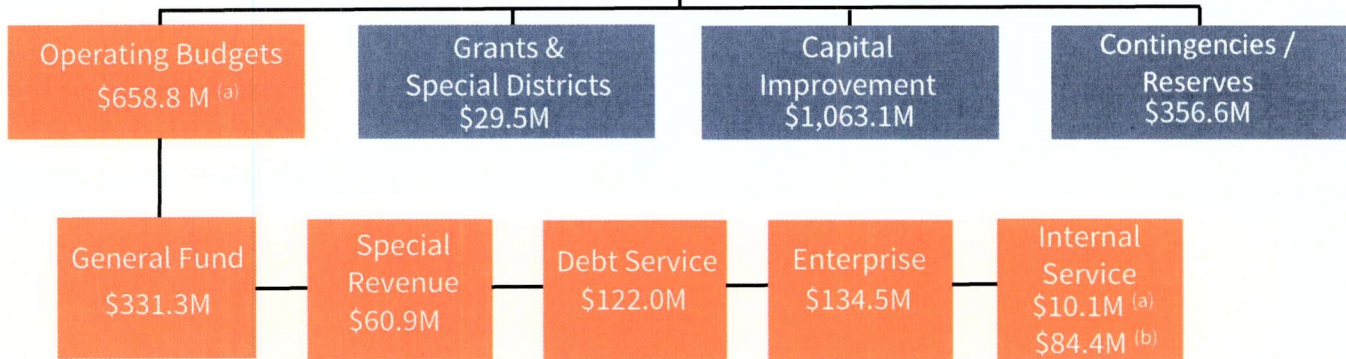 Operating Budgets
$658.8 M (a)
Grants &
Special Districts
$29.5M
Capital
Improvement
$1,063.1M
Contingencies /
Reserves
$356.6M
General Fund
$331.3M
Special
Revenue
$60.9M
Debt Service
$122.0M
Enterprise
$134.5M
Internal
Service
$10.1M (a)
$84.4M (b)